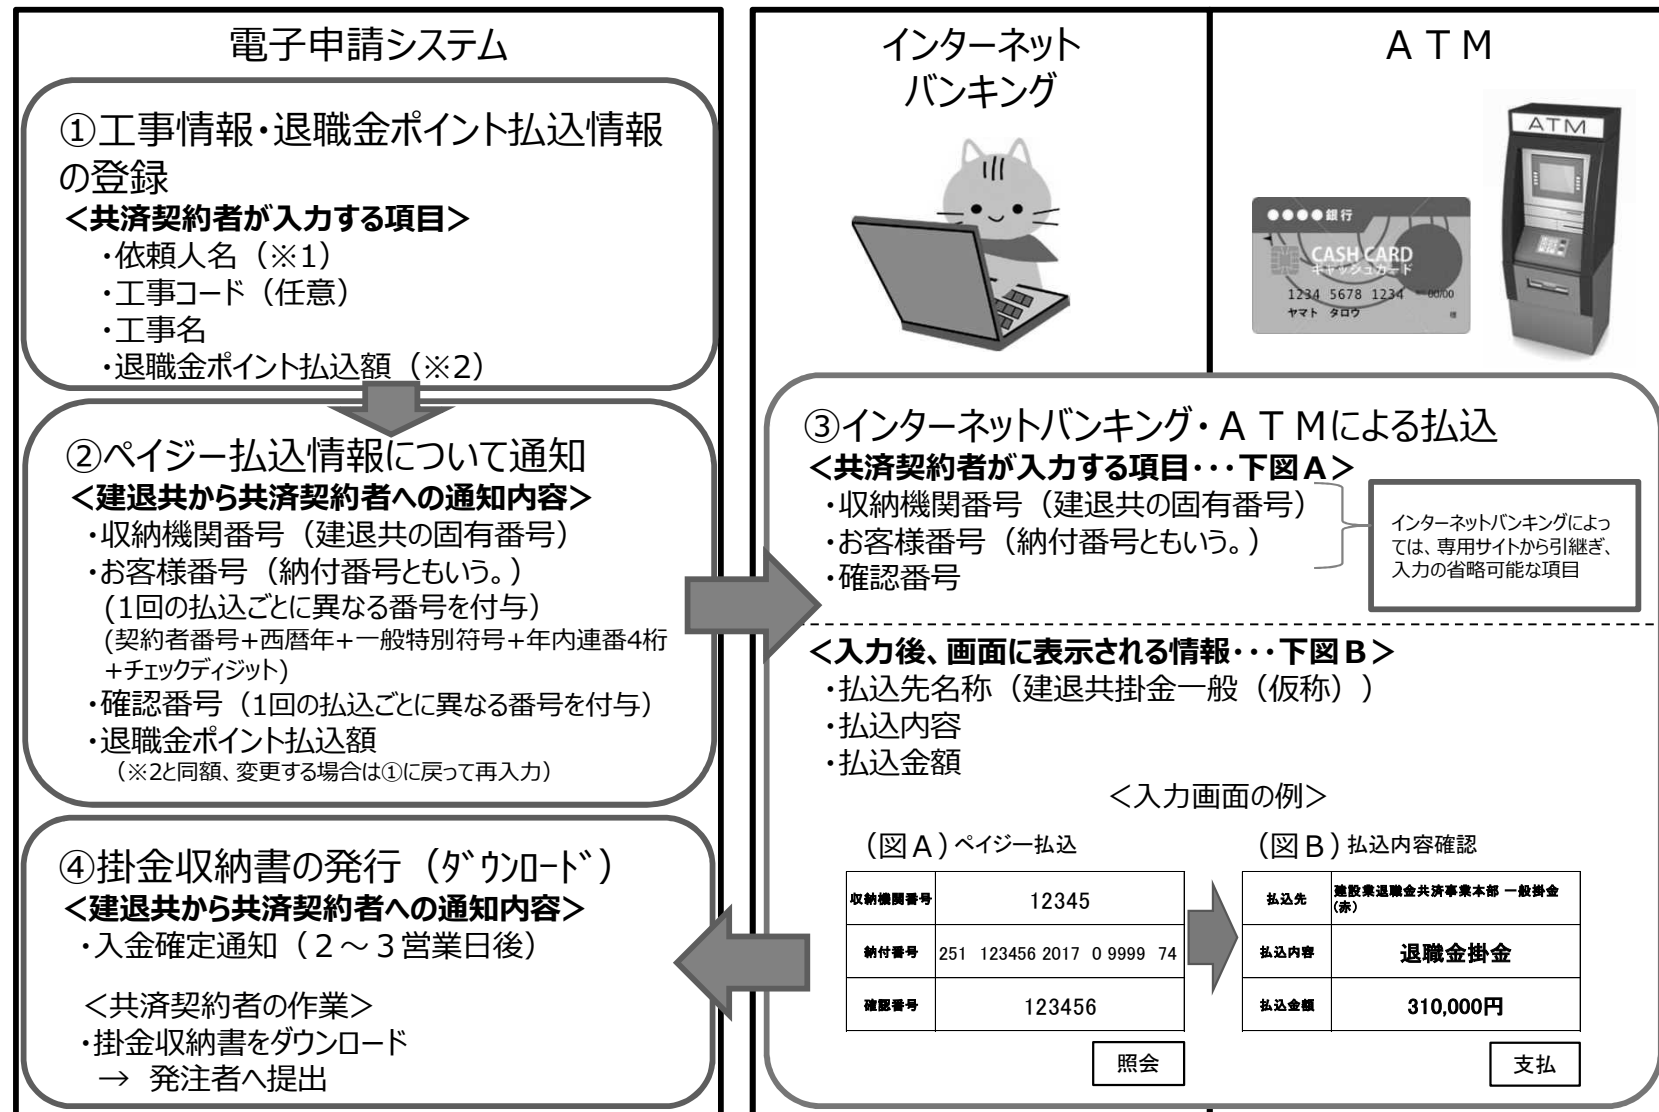 電子申請システム
①工事情報・退職金ポイント払込情報
の登録
＜共済契約者が入力する項目＞
・依頼人名（※1）
・工事コード（任意）
・工事名
・退職金ポイント払込額（※2）
②ペイジー払込情報について通知
＜建退共から共済契約者への通知内容＞
・収納機関番号（建退共の固有番号）
・お客様番号（納付番号ともいう。）
(1回の払込ごとに異なる番号を付与）
(契約者番号+西暦年+一般特別符号+年内連番4桁
+チェックディジット)
・確認番号（1回の払込ごとに異なる番号を付与）
・退職金ポイント払込額
（※2と同額、変更する場合は①に戻って再入力）
④掛金収納書の発行（ﾀﾞｳﾝﾛｰﾄﾞ）
＜建退共から共済契約者への通知内容＞
・入金確定通知（２～３営業日後）
＜共済契約者の作業＞
・掛金収納書をダウンロード
→ 発注者へ提出
インターネット
バンキング
ＡＴＭ
ATM
●●●●銀行
CASH CARD
キャッシュカード
1234 5678 1234 00/00
ヤマト タロウ 様
③インターネットバンキング・ＡＴＭによる払込
＜共済契約者が入力する項目･･･下図Ａ＞
・収納機関番号（建退共の固有番号）
・お客様番号（納付番号ともいう。）
・確認番号
インターネットバンキングによっ
ては、専用サイトから引継ぎ、
入力の省略可能な項目
＜入力後、画面に表示される情報･･･下図Ｂ＞
・払込先名称（建退共掛金一般（仮称））
・払込内容
・払込金額
＜入力画面の例＞
（図Ａ）ペイジー払込
収納機関番号 12345
納付番号 251 123456 2017 0 9999 74
確認番号 123456
照会
（図Ｂ）払込内容確認
払込先 建設業退職金共済事業本部 一般掛金
(赤)
払込内容 退職金掛金
払込金額 310,000円
支払